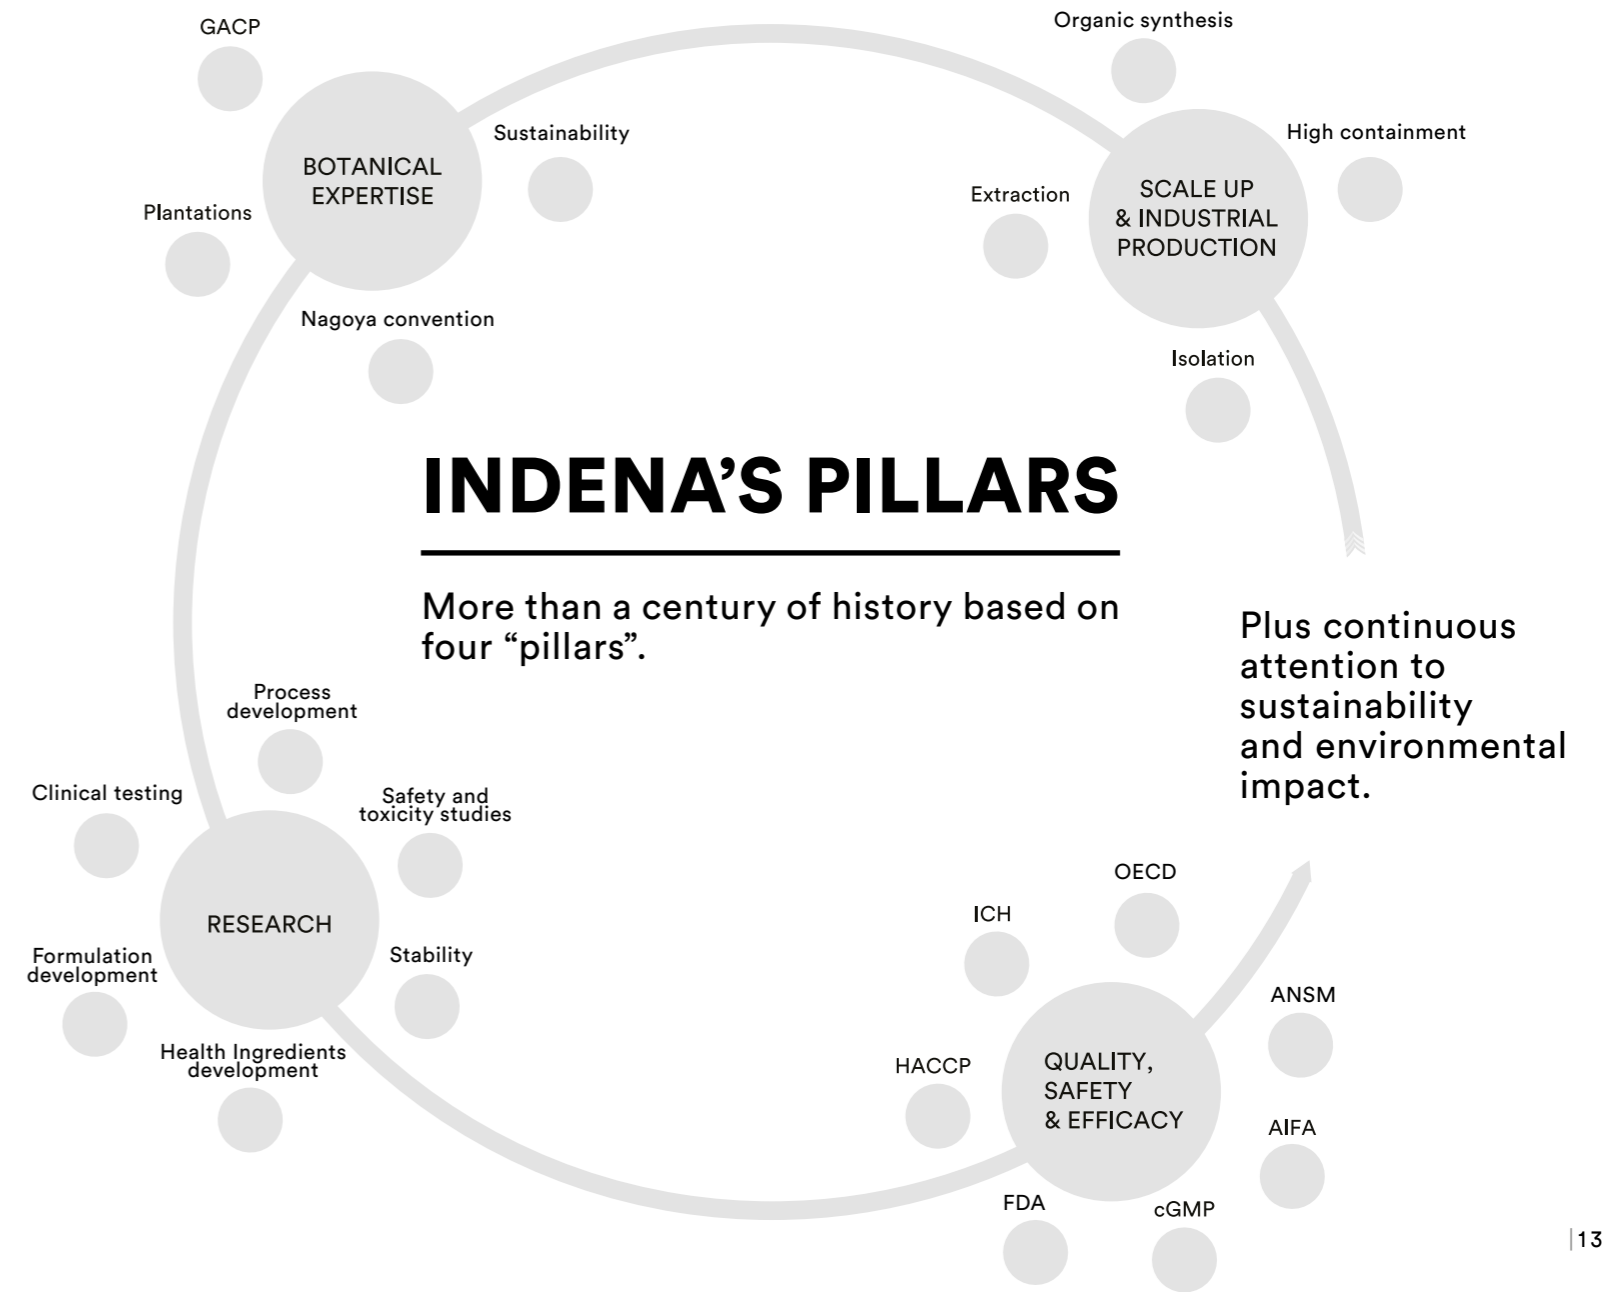 GACP
Sustainability
BOTANICAL
EXPERTISE
Plantations
Nagoya convention
Organic synthesis
High containment
Extraction
SCALE UP
& INDUSTRIAL
PRODUCTION
Isolation
INDENA’S PILLARS
More than a century of history based on
four “pillars”.
Plus continuous
attention to
sustainability
and environmental
impact.
Process
development
Clinical testing
Safety and
toxicity studies
RESEARCH
Formulation
development
Stability
Health Ingredients
development
OECD
ICH
ANSM
HACCP
QUALITY,
SAFETY
& EFFICACY
AIFA
FDA
cGMP
|13